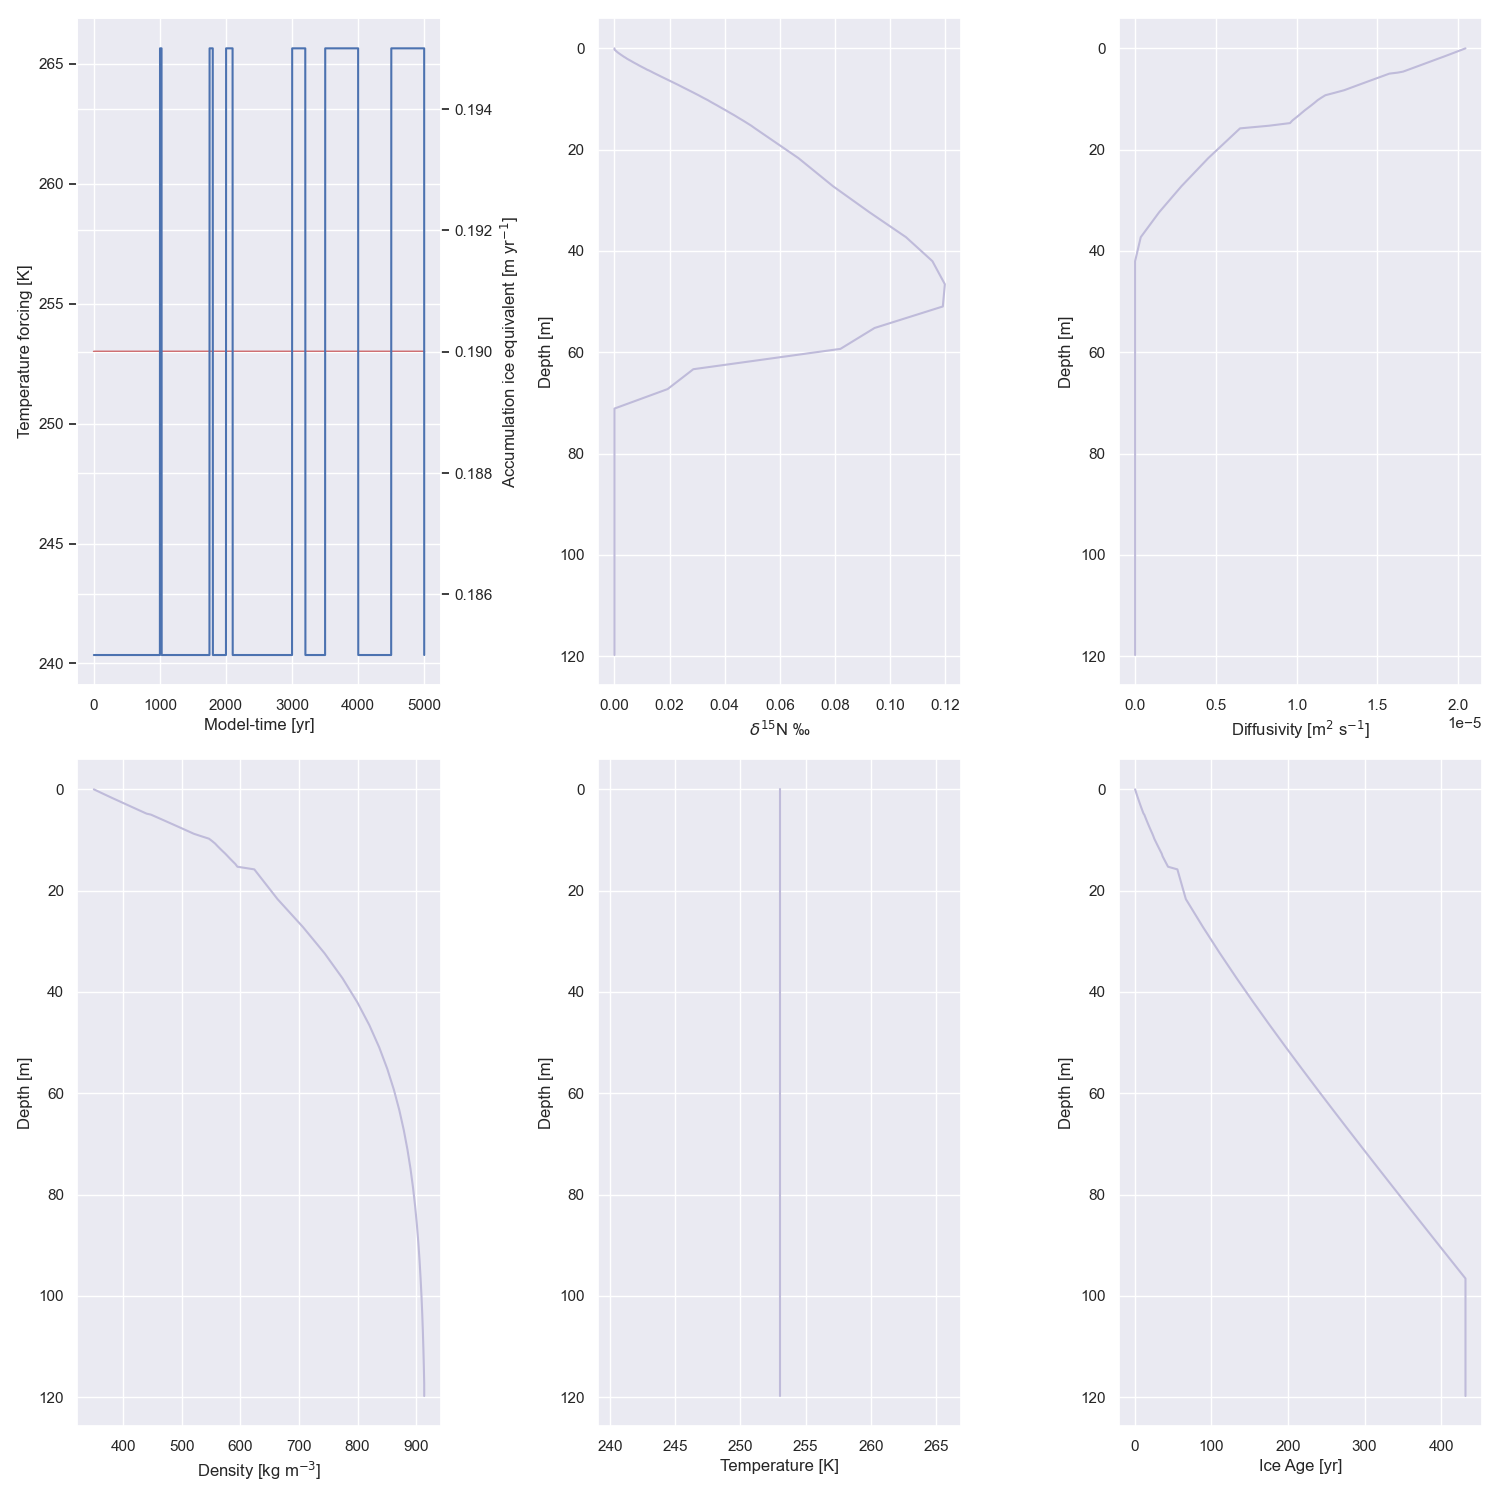 265
260
255
250
245
240
Temperature forcing [K]
0.194
0.192
0.190
0.188
0.186
Accumulation ice equivalent [m yr⁻¹]
0 1000 2000 3000 4000 5000
Model-time [yr]
0
20
40
60
80
100
120
Depth [m]
0.00 0.02 0.04 0.06 0.08 0.10 0.12
δ¹⁵N ‰
0
20
40
60
80
100
120
Depth [m]
0.0 0.5 1.0 1.5 2.0
1e−5
Diffusivity [m² s⁻¹]
0
20
40
60
80
100
120
Depth [m]
400 500 600 700 800 900
Density [kg m⁻³]
0
20
40
60
80
100
120
Depth [m]
240 245 250 255 260 265
Temperature [K]
0
20
40
60
80
100
120
Depth [m]
0 100 200 300 400
Ice Age [yr]